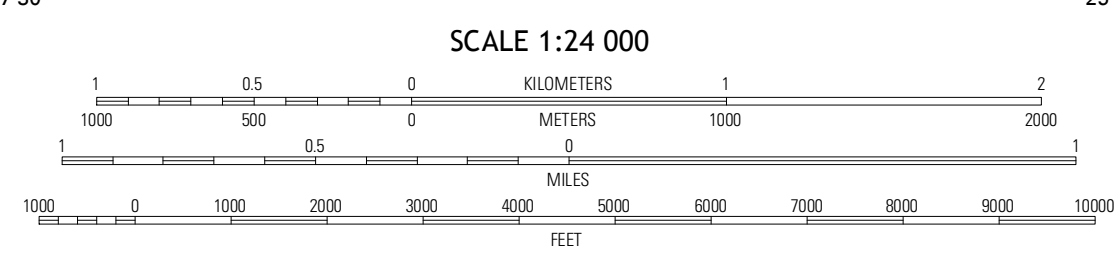 SCALE 1:24 000
1 0.5 0 KILOMETERS 1 2
1000 500 0 METERS 1000 2000
1 0.5 0 1
MILES
1000 0 1000 2000 3000 4000 5000 6000 7000 8000 9000 10000
FEET